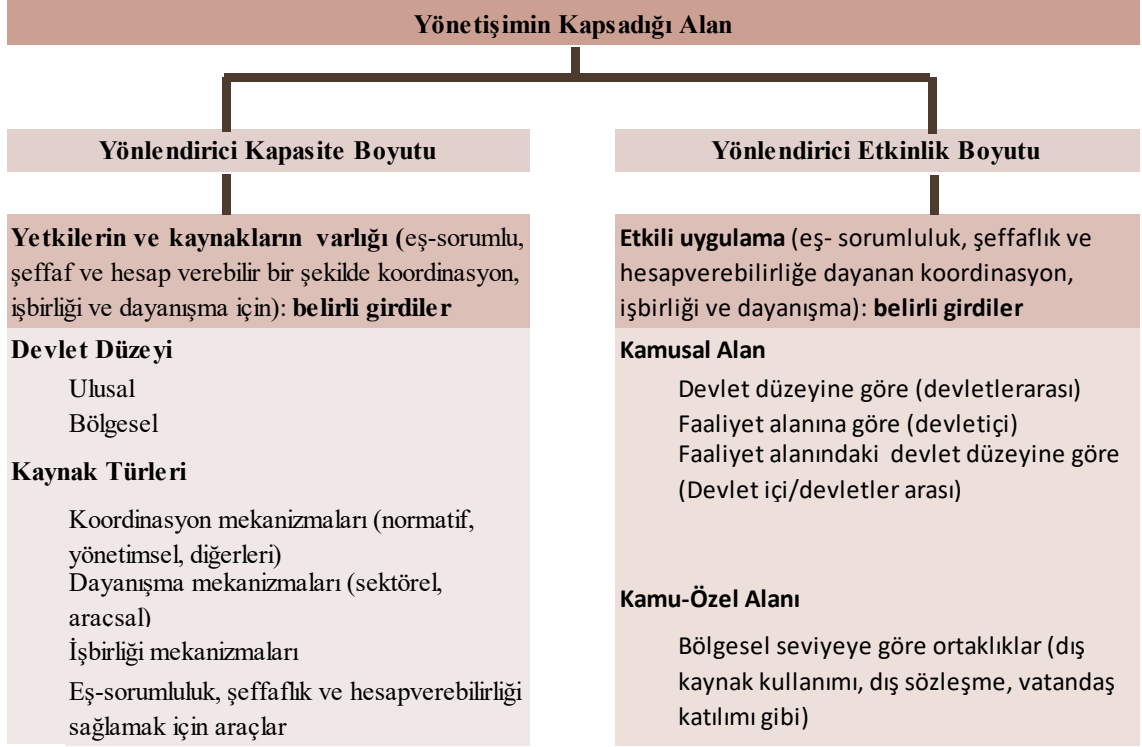 Yönetişimin Kapsadığı Alan
Yönlendirici Kapasite Boyutu
Yetkilerin ve kaynakların varlığı (eş-sorumlu,
şeffaf ve hesap verebilir bir şekilde koordinasyon,
işbirliği ve dayanışma için): belirli girdiler
Devlet Düzeyi
Ulusal
Bölgesel
Kaynak Türleri
Koordinasyon mekanizmaları (normatif,
yönetimsel, diğerleri)
Dayanışma mekanizmaları (sektörel,
araçsal)
İşbirliği mekanizmaları
Eş-sorumluluk, şeffaflık ve hesapverebilirliği
sağlamak için araçlar
Yönlendirici Etkinlik Boyutu
Etkili uygulama (eş- sorumluluk, şeffaflık ve
hesapverebilirliğe dayanan koordinasyon,
işbirliği ve dayanışma): belirli girdiler
Kamusal Alan
Devlet düzeyine göre (devletlerarası)
Faaliyet alanına göre (devletiçi)
Faaliyet alanındaki devlet düzeyine göre
(Devlet içi/devletler arası)
Kamu-Özel Alanı
Bölgesel seviyeye göre ortaklıklar (dış
kaynak kullanımı, dış sözleşme, vatandaş
katılımı gibi)